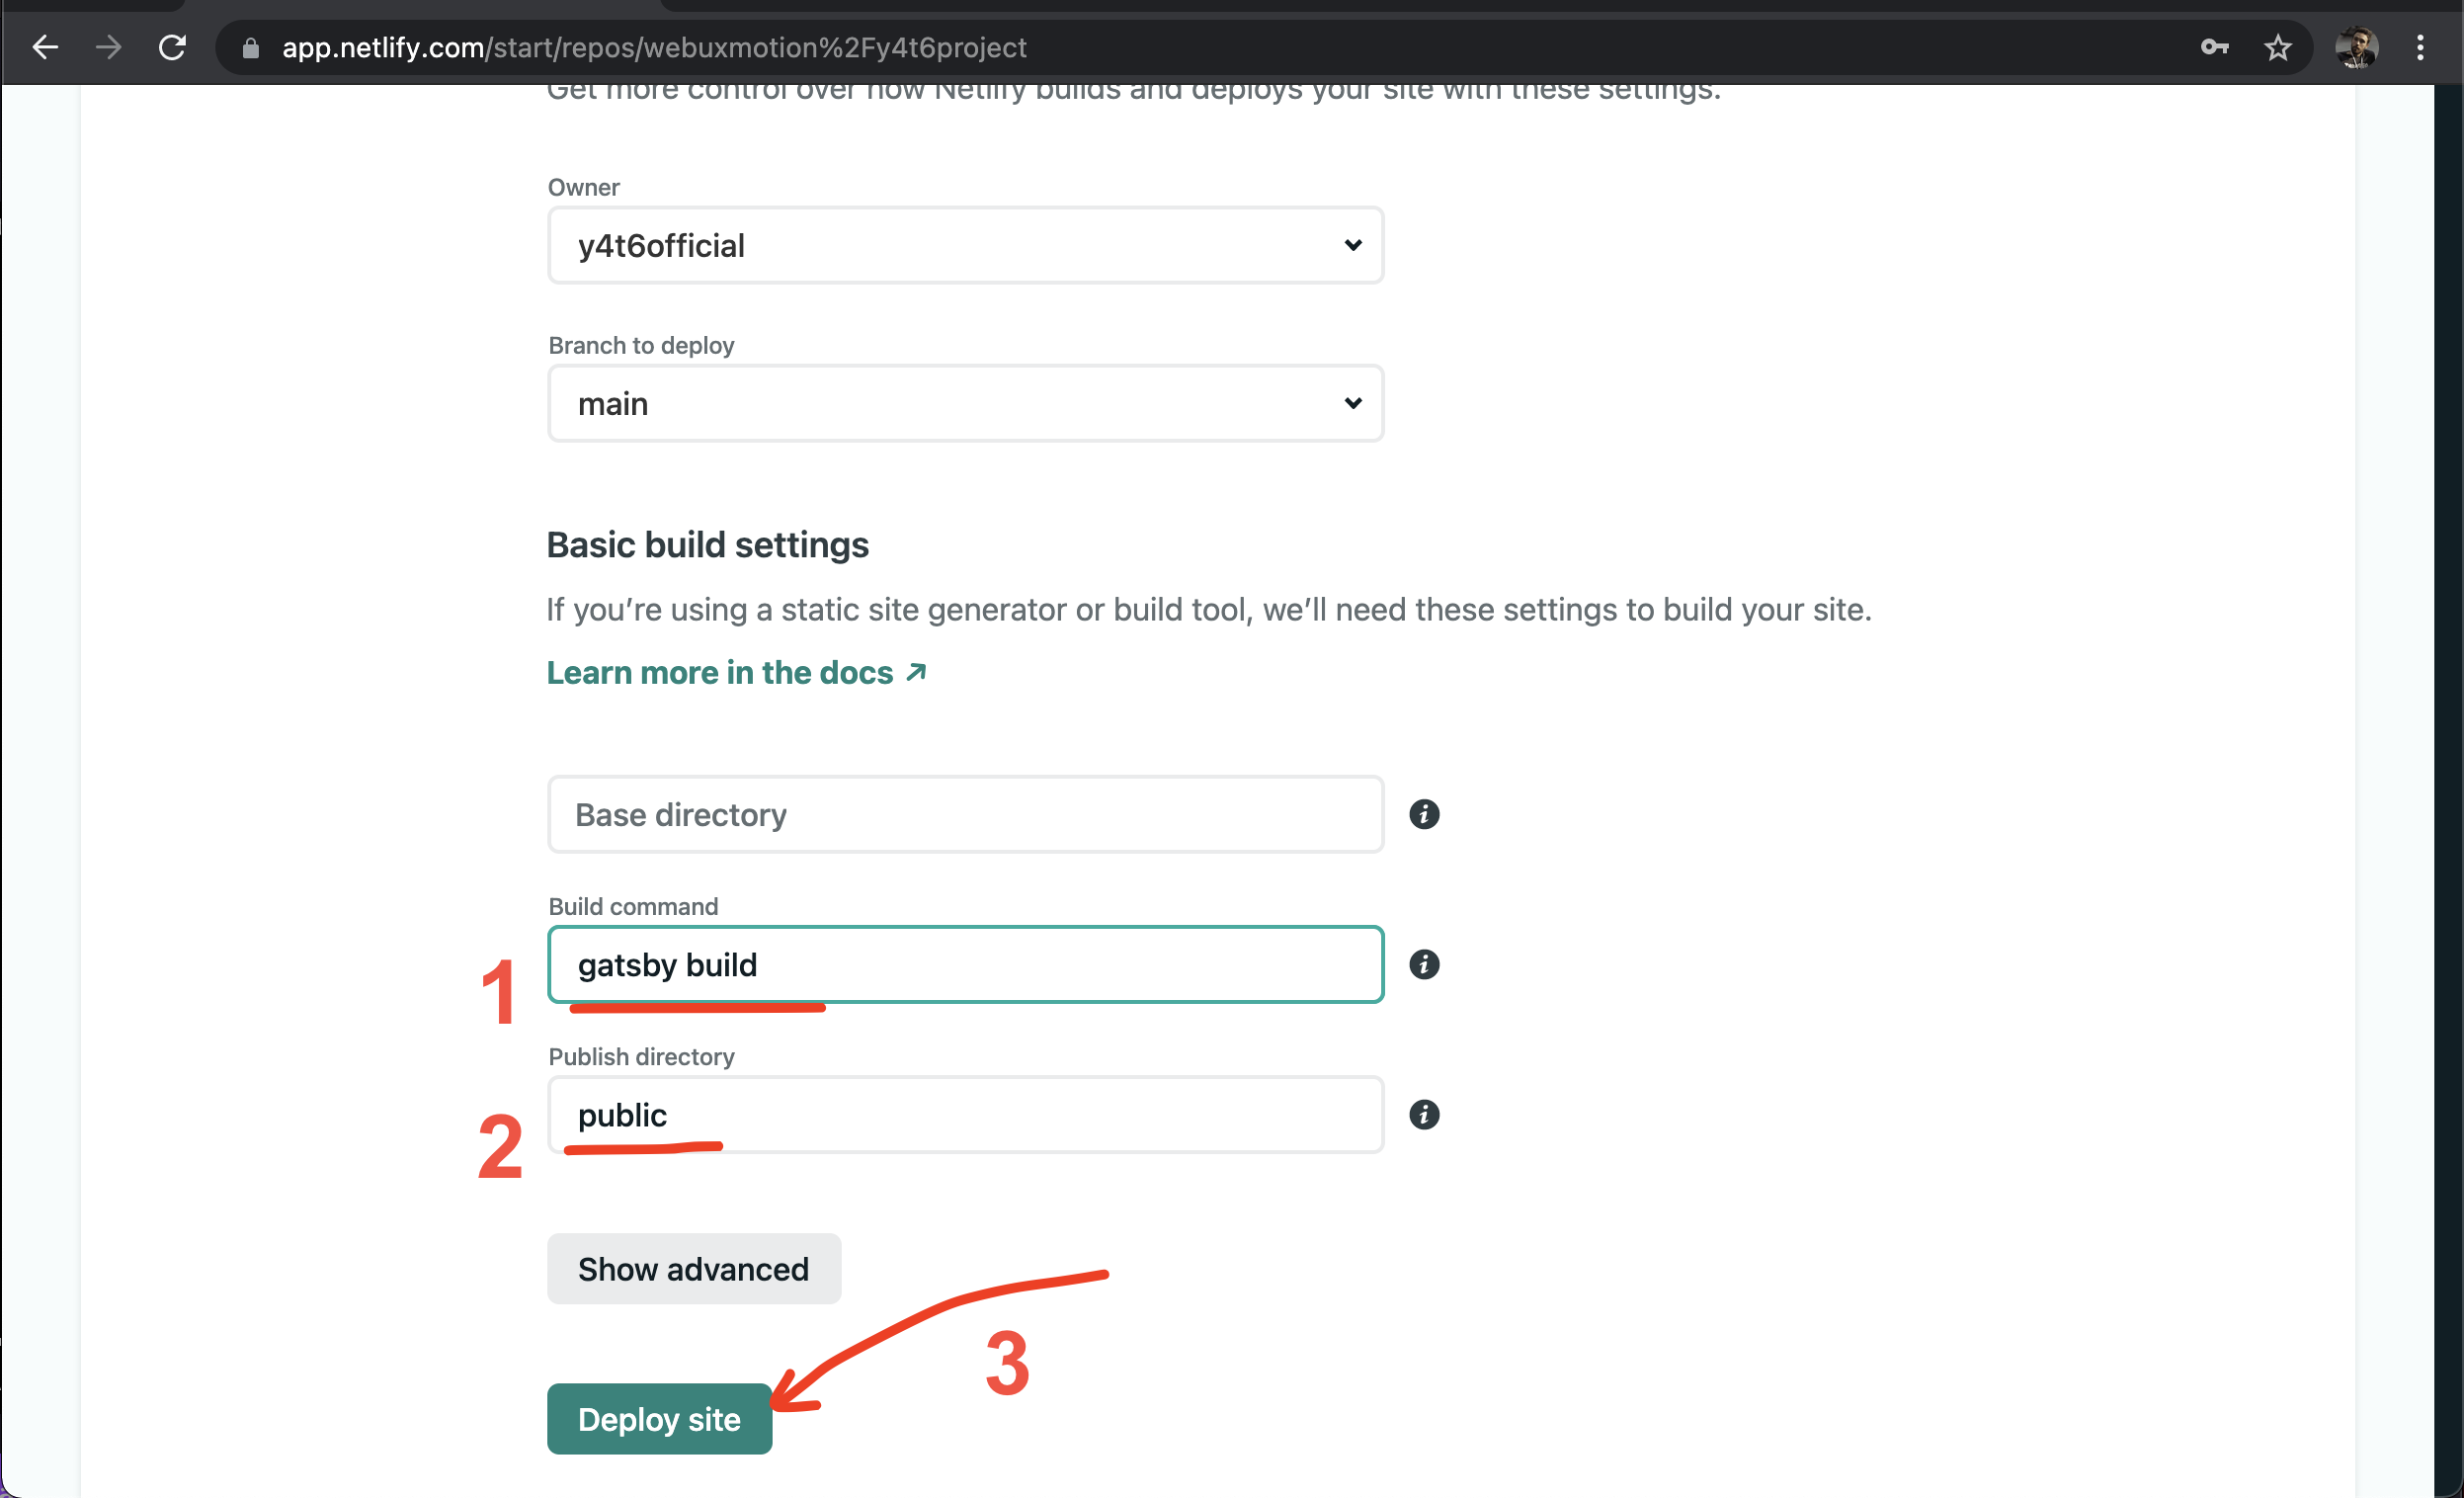 app.netlify.com/start/repos/webuxmotion%2Fy4t6project
Get more control over how Netlify builds and deploys your site with these settings.
Owner
y4t6official
Branch to deploy
main
Basic build settings
If you’re using a static site generator or build tool, we’ll need these settings to build your site.
Learn more in the docs ↗
Base directory
Build command
1 gatsby build
Publish directory
2 public
Show advanced
3
Deploy site